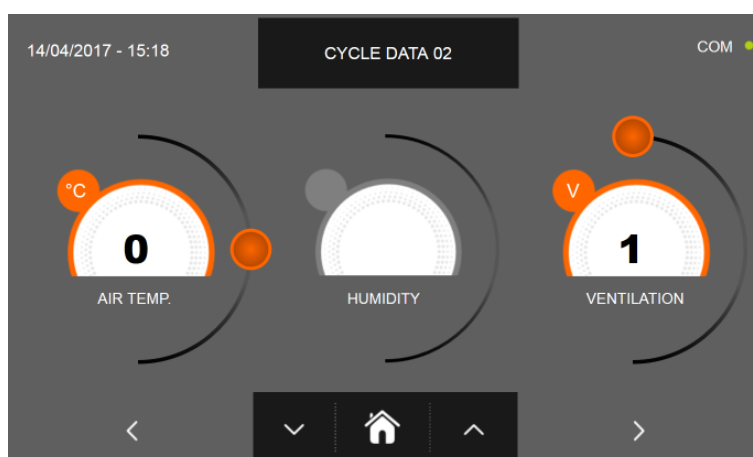 14/04/2017 - 15:18
CYCLE DATA 02
COM
°C
V
0
1
AIR TEMP.
HUMIDITY
VENTILATION